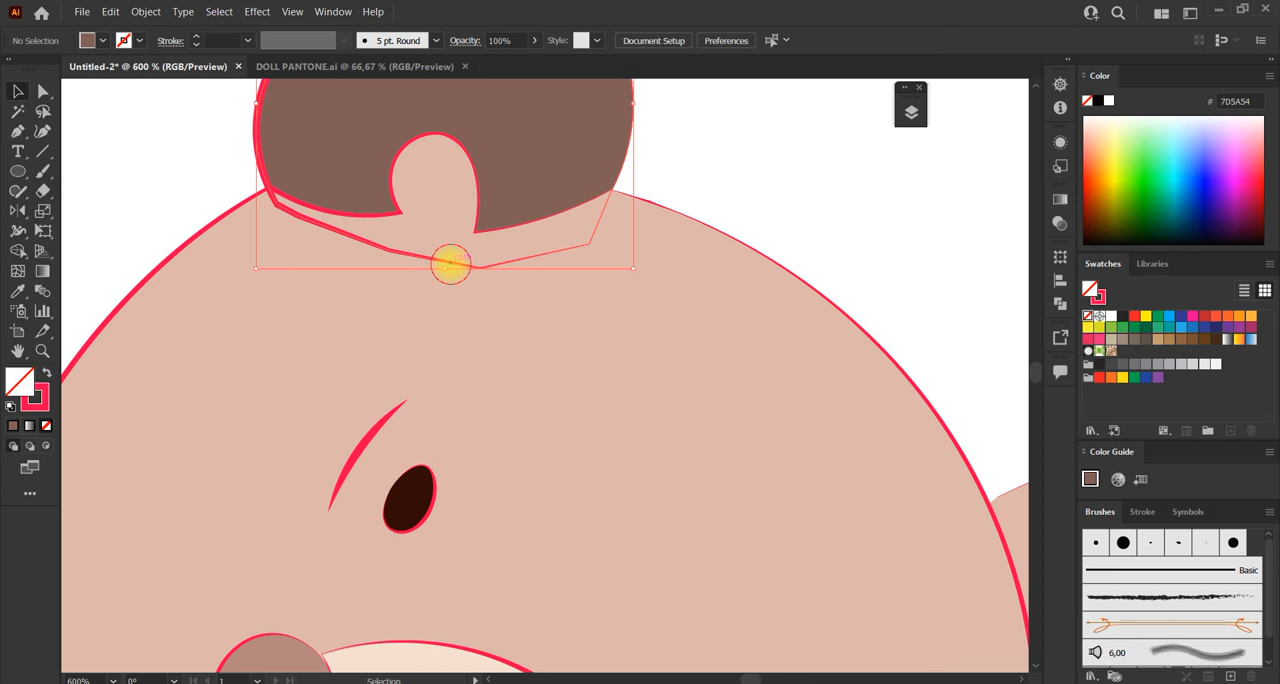 Ai File Edit Object Type Select Effect View Window Help
No Selection Stroke: 5 pt. Round Opacity: 100% Style: Document Setup Preferences
Untitled-2* @ 600 % (RGB/Preview) × DOLL PANTONE.ai @ 66,67 % (RGB/Preview) ×
Color
# 7D5A54
Swatches Libraries
Color Guide
Brushes Stroke Symbols
Basic
6,00
600% 0° 1 Selection